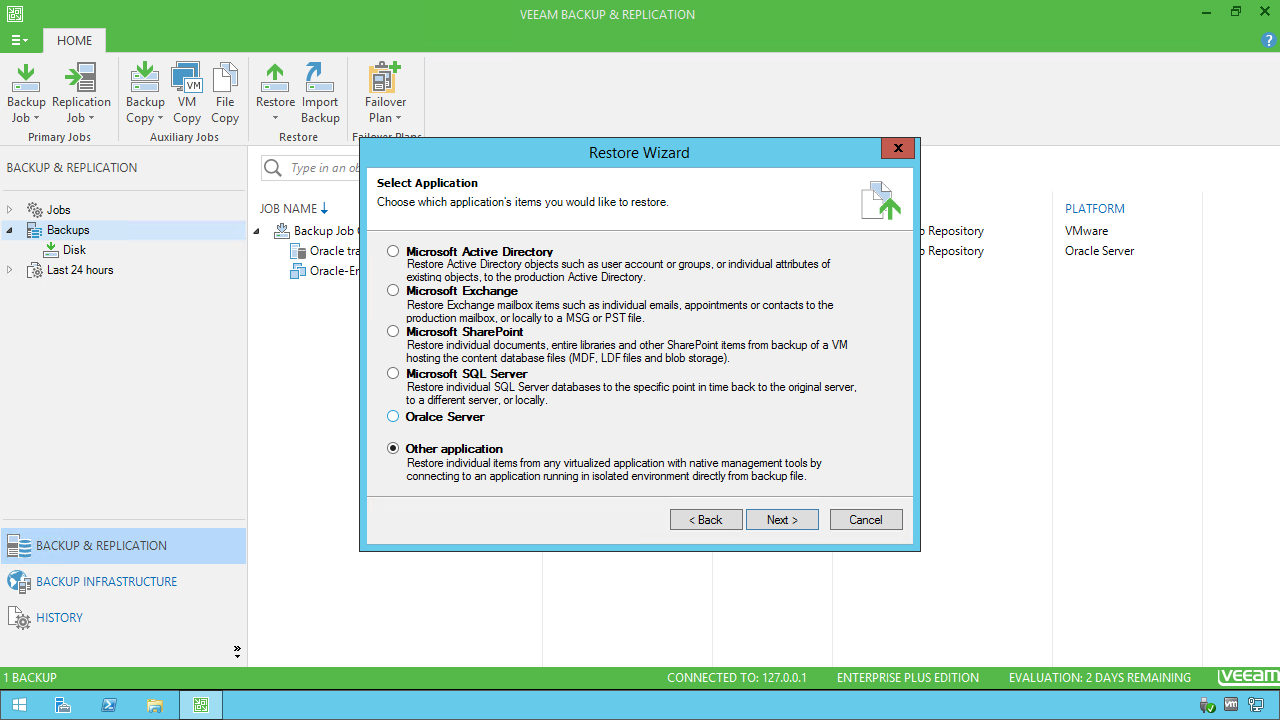 VEEAM BACKUP & REPLICATION
HOME
Backup Job
Replication Job
Primary Jobs
Backup Copy
VM
VM Copy
File Copy
Auxiliary Jobs
Restore
Import Backup
Restore
Failover Plan
Failover Plans
BACKUP & REPLICATION
Jobs
Backups
Disk
Last 24 hours
Type in an ob
JOB NAME
PLATFORM
Backup Job
Repository
VMware
Oracle tra
Repository
Oracle Server
Oracle-En
Restore Wizard
Select Application
Choose which application's items you would like to restore.
Microsoft Active Directory
Restore Active Directory objects such as user account or groups, or individual attributes of
existing objects, to the production Active Directory.
Microsoft Exchange
Restore Exchange mailbox items such as individual emails, appointments or contacts to the
production mailbox, or locally to a MSG or PST file.
Microsoft SharePoint
Restore individual documents, entire libraries and other SharePoint items from backup of a VM
hosting the content database files (MDF, LDF files and blob storage).
Microsoft SQL Server
Restore individual SQL Server databases to the specific point in time back to the original server,
to a different server, or locally.
Oralce Server
Other application
Restore individual items from any virtualized application with native management tools by
connecting to an application running in isolated environment directly from backup file.
< Back
Next >
Cancel
BACKUP & REPLICATION
BACKUP INFRASTRUCTURE
HISTORY
1 BACKUP
CONNECTED TO: 127.0.0.1
ENTERPRISE PLUS EDITION
EVALUATION: 2 DAYS REMAINING
veeam
vm